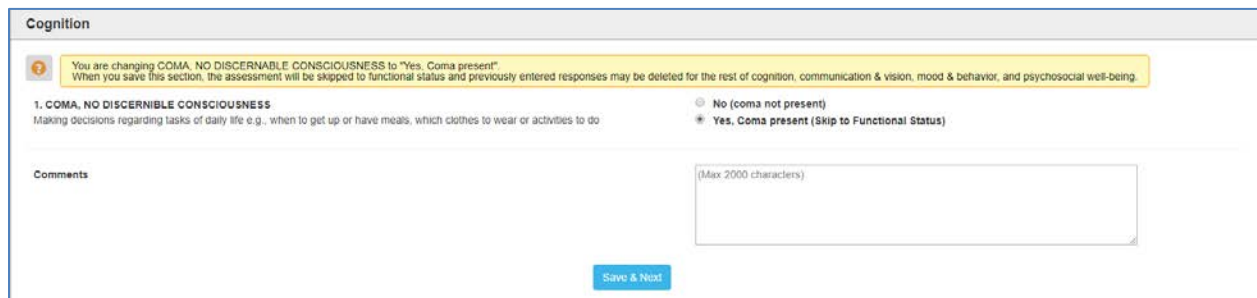 Cognition
You are changing COMA, NO DISCERNABLE CONSCIOUSNESS to "Yes, Coma present".
When you save this section, the assessment will be skipped to functional status and previously entered responses may be deleted for the rest of cognition, communication & vision, mood & behavior, and psychosocial well-being.
1. COMA, NO DISCERNIBLE CONSCIOUSNESS
Making decisions regarding tasks of daily life e.g., when to get up or have meals, which clothes to wear or activities to do
No (coma not present)
Yes, Coma present (Skip to Functional Status)
Comments
(Max 2000 characters)
Save & Next